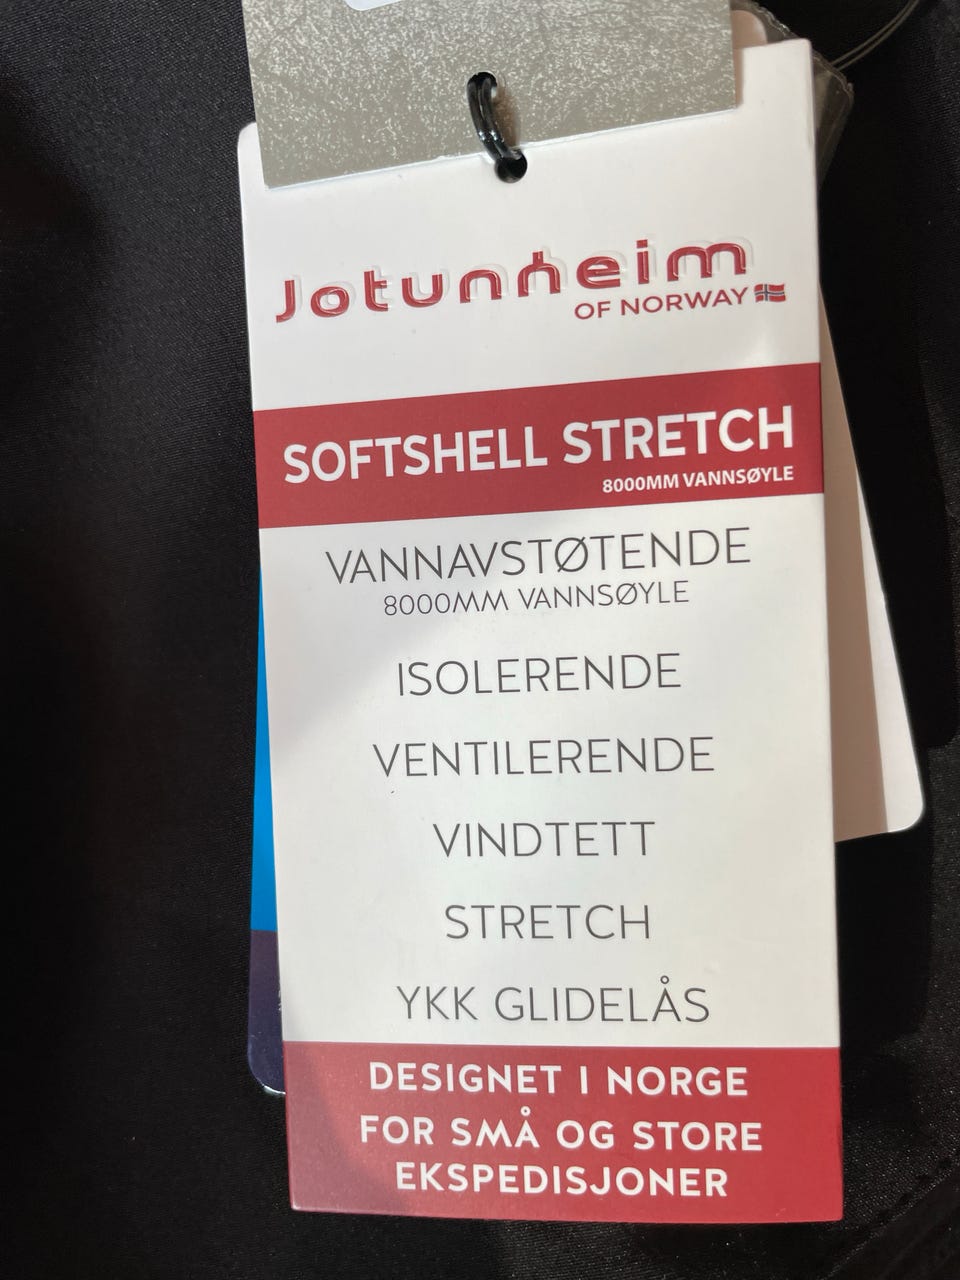 Jotunheim
OF NORWAY
SOFTSHELL STRETCH
8000MM VANNSØYLE
VANNAVSTØTENDE
8000MM VANNSØYLE
ISOLERENDE
VENTILERENDE
VINDTETT
STRETCH
YKK GLIDELÅS
DESIGNET I NORGE
FOR SMÅ OG STORE
EKSPEDISJONER